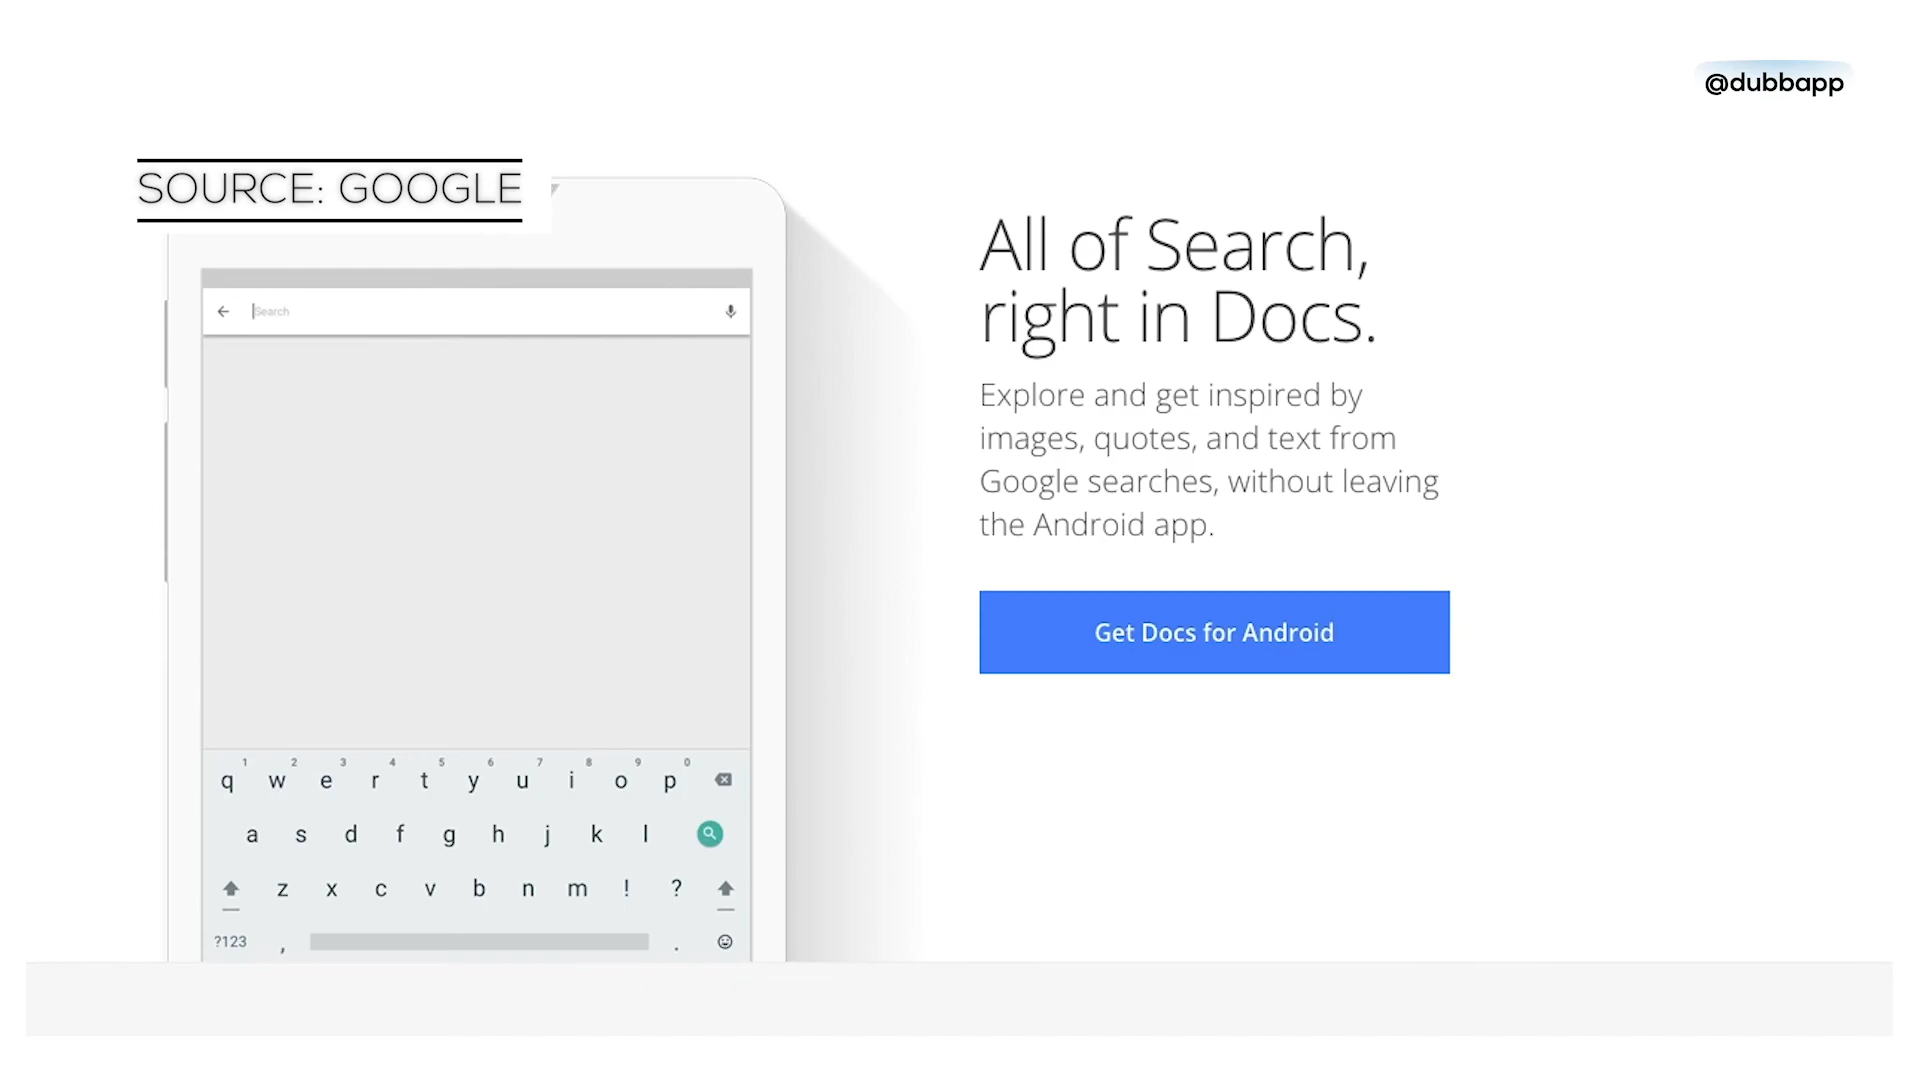 @dubbapp
SOURCE: GOOGLE
All of Search,
right in Docs.
Explore and get inspired by
images, quotes, and text from
Google searches, without leaving
the Android app.
Get Docs for Android
Search
1 2 3 4 5 6 7 8 9 0
q w e r t y u i o p
a s d f g h j k l
z x c v b n m ! ?
?123 , .